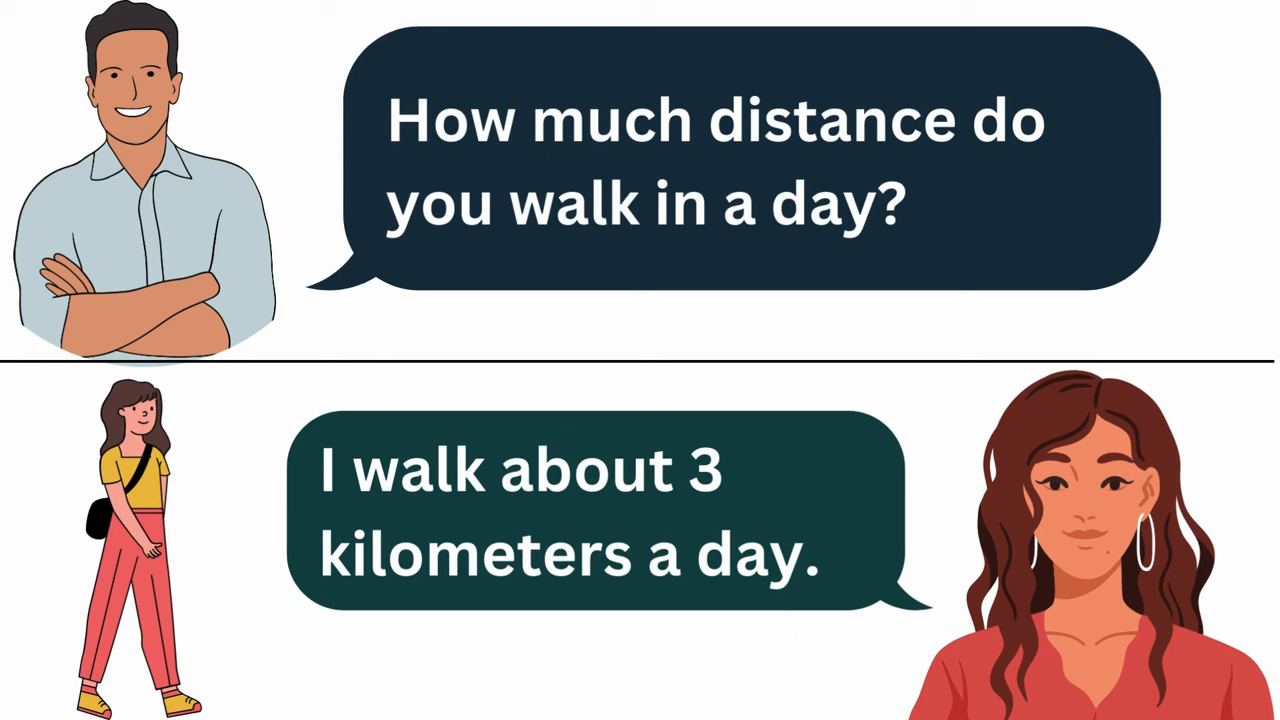 How much distance do
you walk in a day?
I walk about 3
kilometers a day.